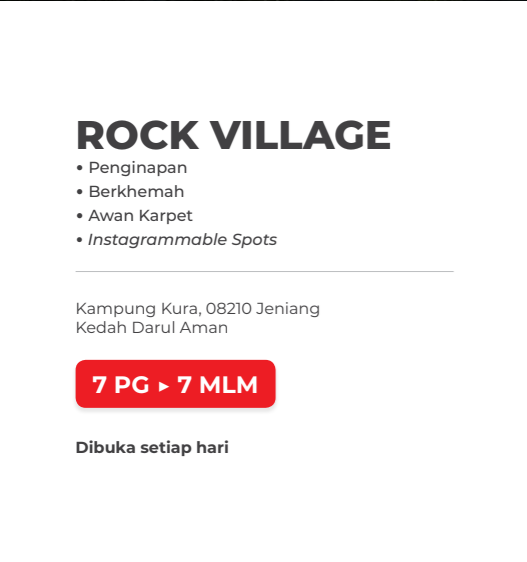 ROCK VILLAGE
• Penginapan
• Berkhemah
• Awan Karpet
• Instagrammable Spots
Kampung Kura, 08210 Jeniang
Kedah Darul Aman
7 PG ▸ 7 MLM
Dibuka setiap hari